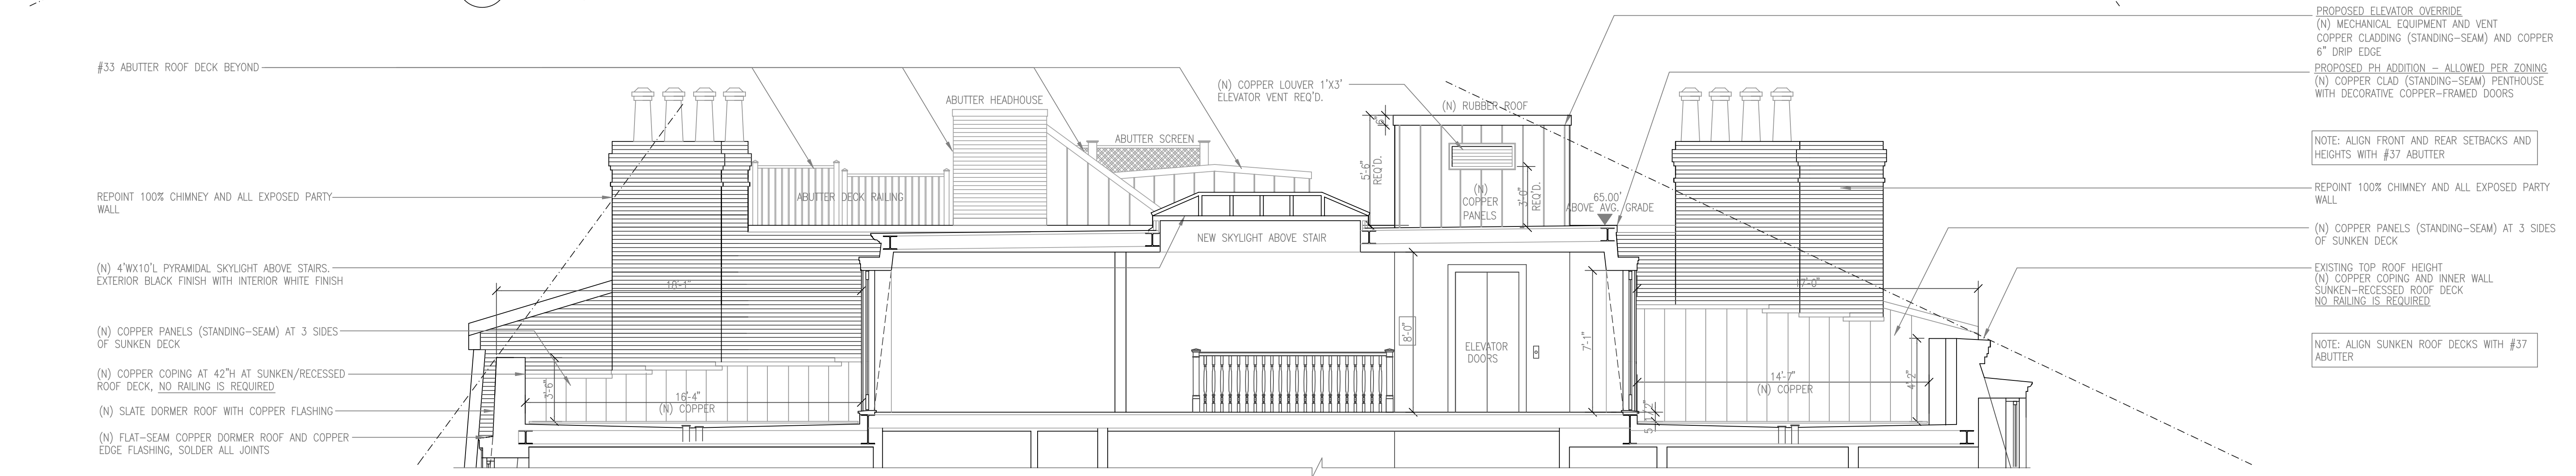 #33 ABUTTER ROOF DECK BEYOND
REPOINT 100% CHIMNEY AND ALL EXPOSED PARTY
WALL
(N) 4'WX10'L PYRAMIDAL SKYLIGHT ABOVE STAIRS.
EXTERIOR BLACK FINISH WITH INTERIOR WHITE FINISH
(N) COPPER PANELS (STANDING-SEAM) AT 3 SIDES
OF SUNKEN DECK
(N) COPPER COPING AT 42"H AT SUNKEN/RECESSED
ROOF DECK, NO RAILING IS REQUIRED
(N) SLATE DORMER ROOF WITH COPPER FLASHING
(N) FLAT-SEAM COPPER DORMER ROOF AND COPPER
EDGE FLASHING, SOLDER ALL JOINTS
18'-1"
3'-6"
16'-4"
(N) COPPER
ABUTTER DECK RAILING
ABUTTER HEADHOUSE
ABUTTER SCREEN
(N) COPPER LOUVER 1'X3'
ELEVATOR VENT REQ'D.
(N) RUBBER ROOF
6"
5'-6"
REQ'D.
(N)
COPPER
PANELS
3'-0"
REQ'D.
65.00'
ABOVE AVG. GRADE
NEW SKYLIGHT ABOVE STAIR
8'-0"
ELEVATOR
DOORS
7'-1"
17'-0"
14'-7"
(N) COPPER
4'-2"
5 1/2"
PROPOSED ELEVATOR OVERRIDE
(N) MECHANICAL EQUIPMENT AND VENT
COPPER CLADDING (STANDING-SEAM) AND COPPER
6" DRIP EDGE
PROPOSED PH ADDITION - ALLOWED PER ZONING
(N) COPPER CLAD (STANDING-SEAM) PENTHOUSE
WITH DECORATIVE COPPER-FRAMED DOORS
NOTE: ALIGN FRONT AND REAR SETBACKS AND
HEIGHTS WITH #37 ABUTTER
REPOINT 100% CHIMNEY AND ALL EXPOSED PARTY
WALL
(N) COPPER PANELS (STANDING-SEAM) AT 3 SIDES
OF SUNKEN DECK
EXISTING TOP ROOF HEIGHT
(N) COPPER COPING AND INNER WALL
SUNKEN-RECESSED ROOF DECK
NO RAILING IS REQUIRED
NOTE: ALIGN SUNKEN ROOF DECKS WITH #37
ABUTTER